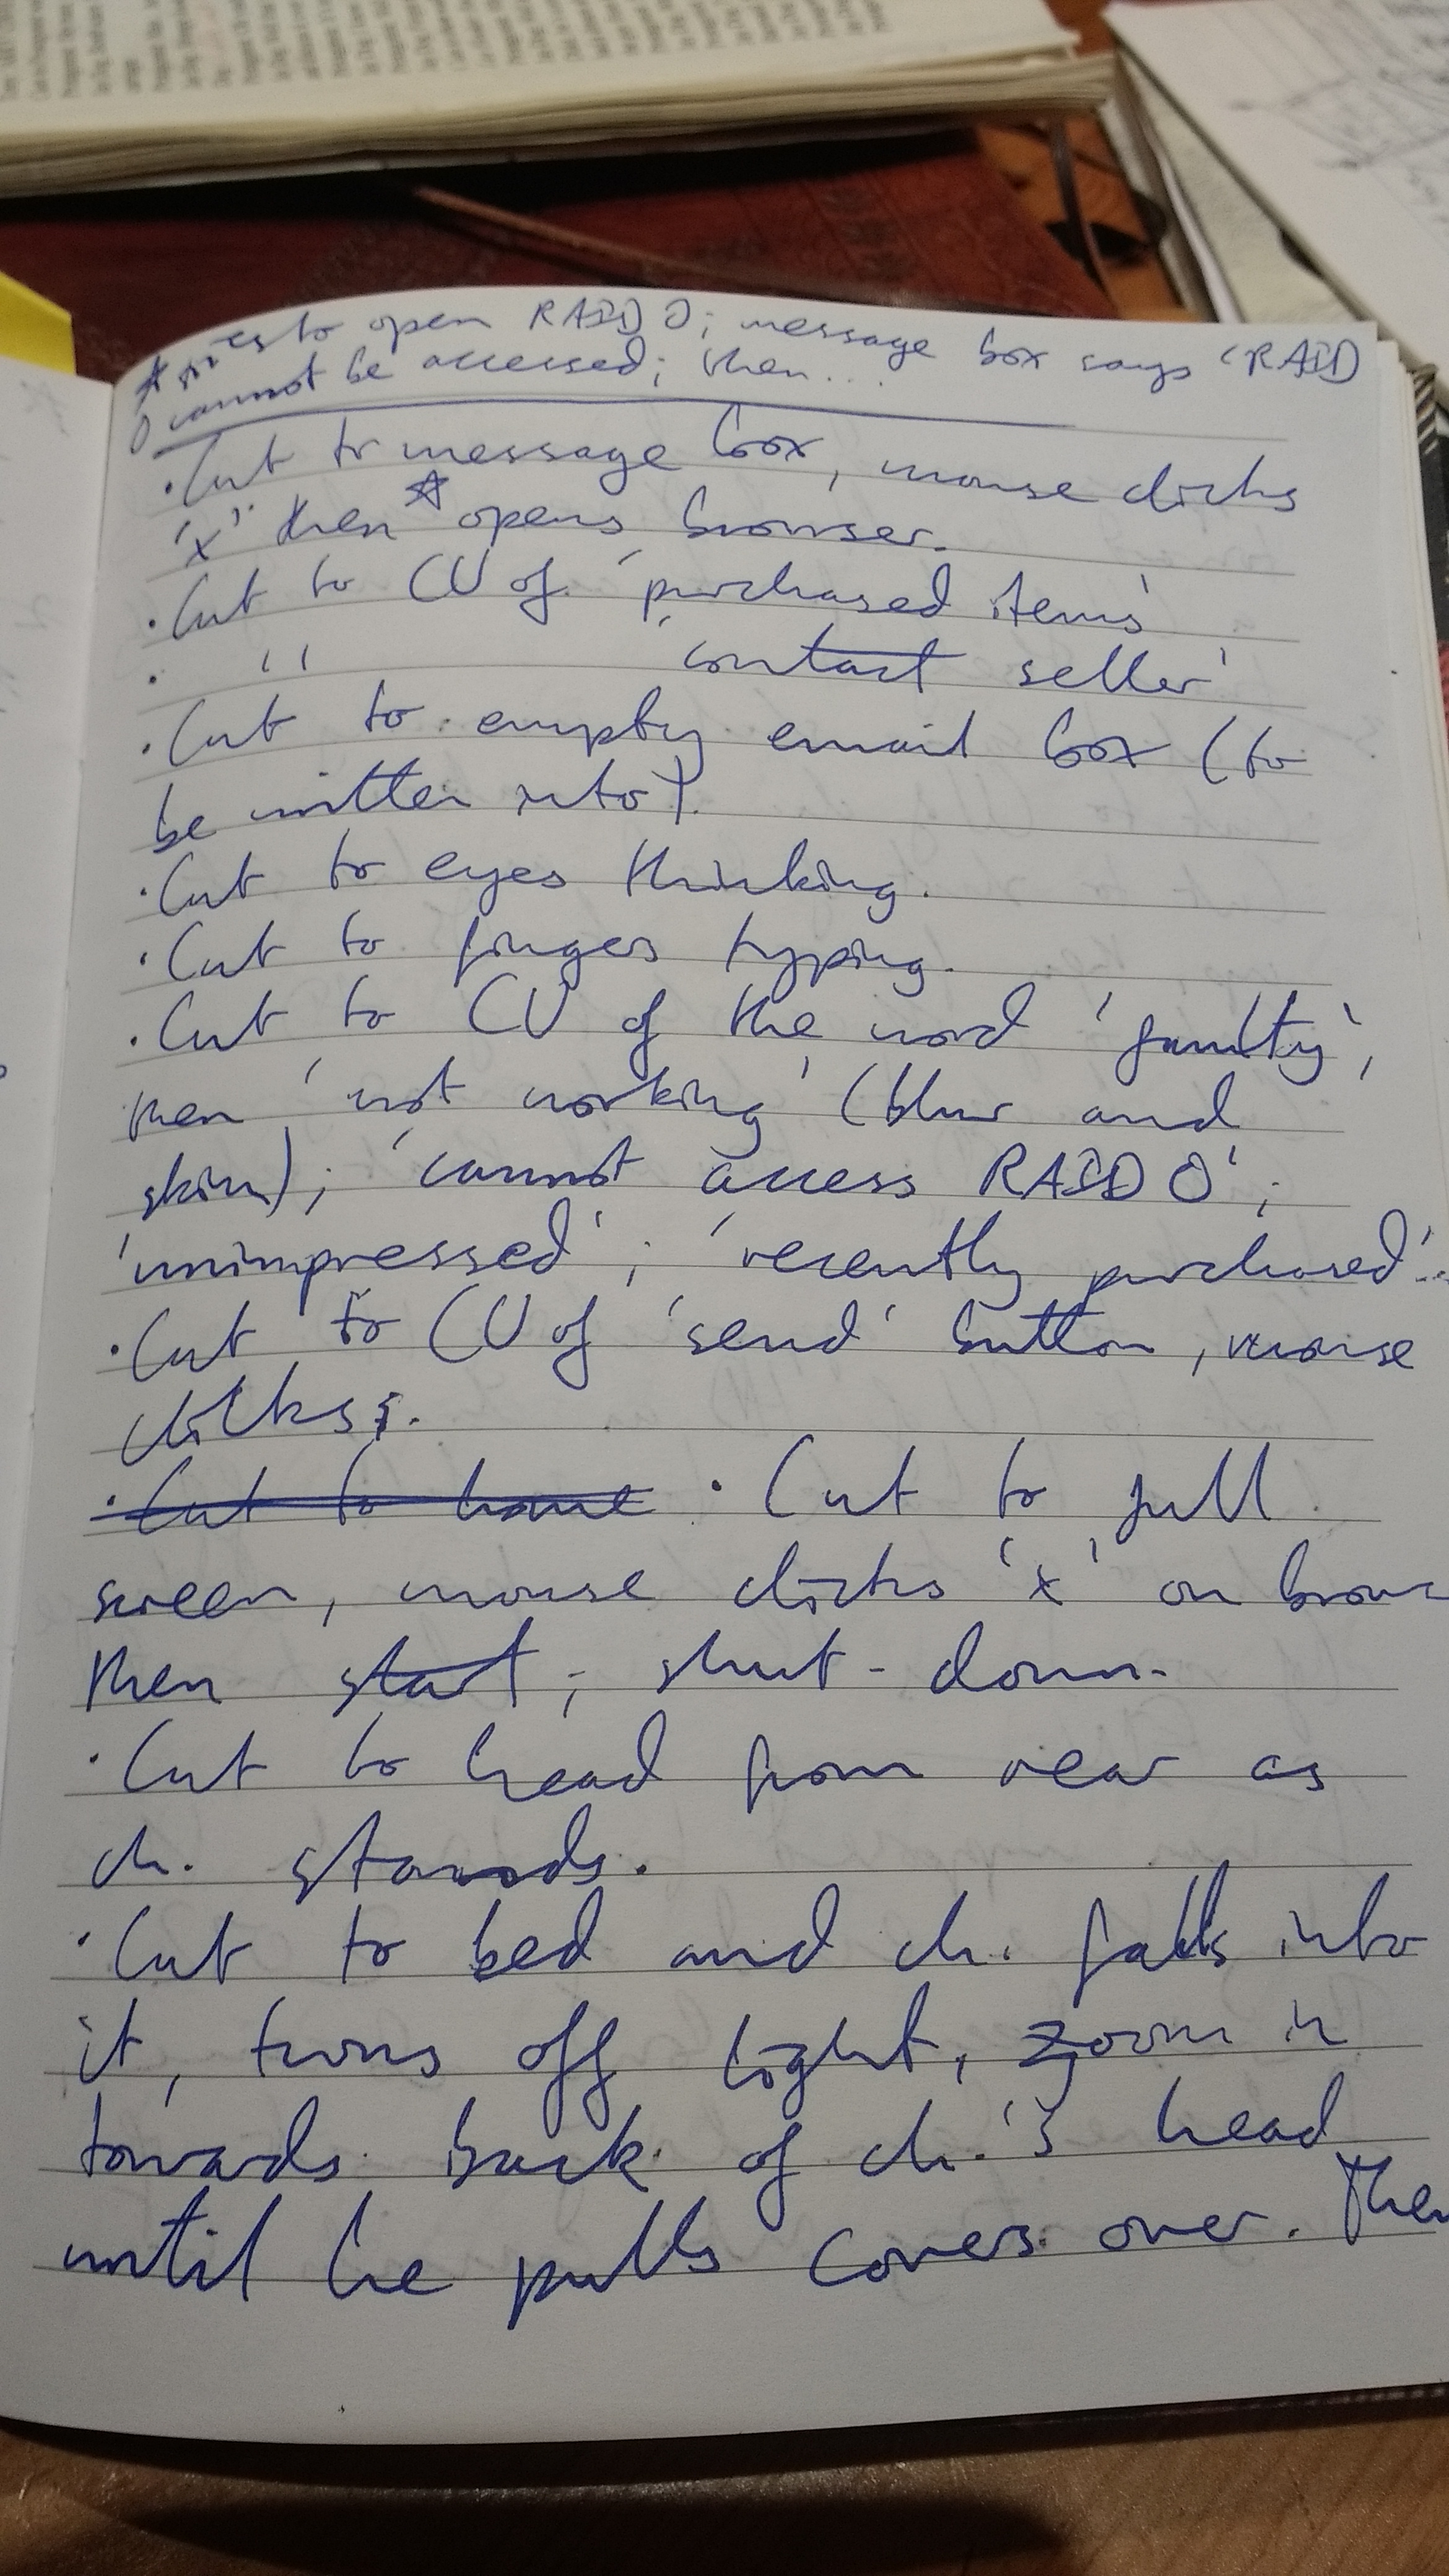 ☆ tries to open RAID 0; message box says 'RAID
0 cannot be accessed; then...
· Cut to message box, mouse clicks
'x' then ☆ opens browser.
· Cut to CU of 'purchased items'
· " 'contact seller'
· Cut to empty email box (to
be written into).
· Cut to eyes thinking.
· Cut to fingers typing.
· Cut to CU of the word 'faulty',
then 'not working' (blur and
skim); 'cannot access RAID 0';
'unimpressed'; 'recently purchased'...
· Cut to CU of 'send' button, mouse
clicks.
· Cut to · Cut to full
screen, mouse clicks 'x' on brow
then start; shut-down.
· Cut to head from rear as
ch. stands.
· Cut to bed and ch. falls into
it, turns off light, zoom in
towards back of ch.'s head
until he pulls covers over. Then